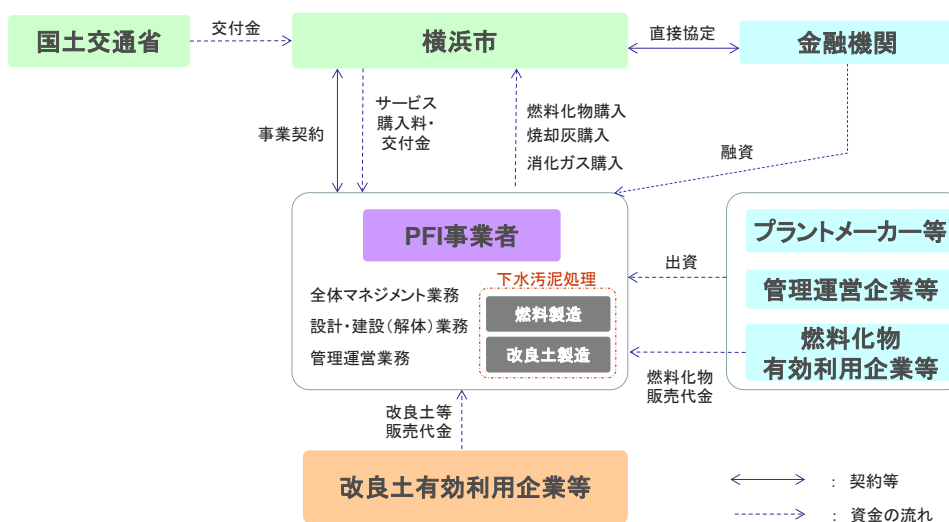 国土交通省
交付金
横浜市
直接協定
金融機関
事業契約
サービス
購入料・
交付金
燃料化物購入
焼却灰購入
消化ガス購入
融資
PFI事業者
全体マネジメント業務
設計・建設（解体）業務
管理運営業務
下水汚泥処理
燃料製造
改良土製造
出資
プラントメーカー等
管理運営企業等
燃料化物
有効利用企業等
燃料化物
販売代金
改良土等
販売代金
改良土有効利用企業等
： 契約等
： 資金の流れ